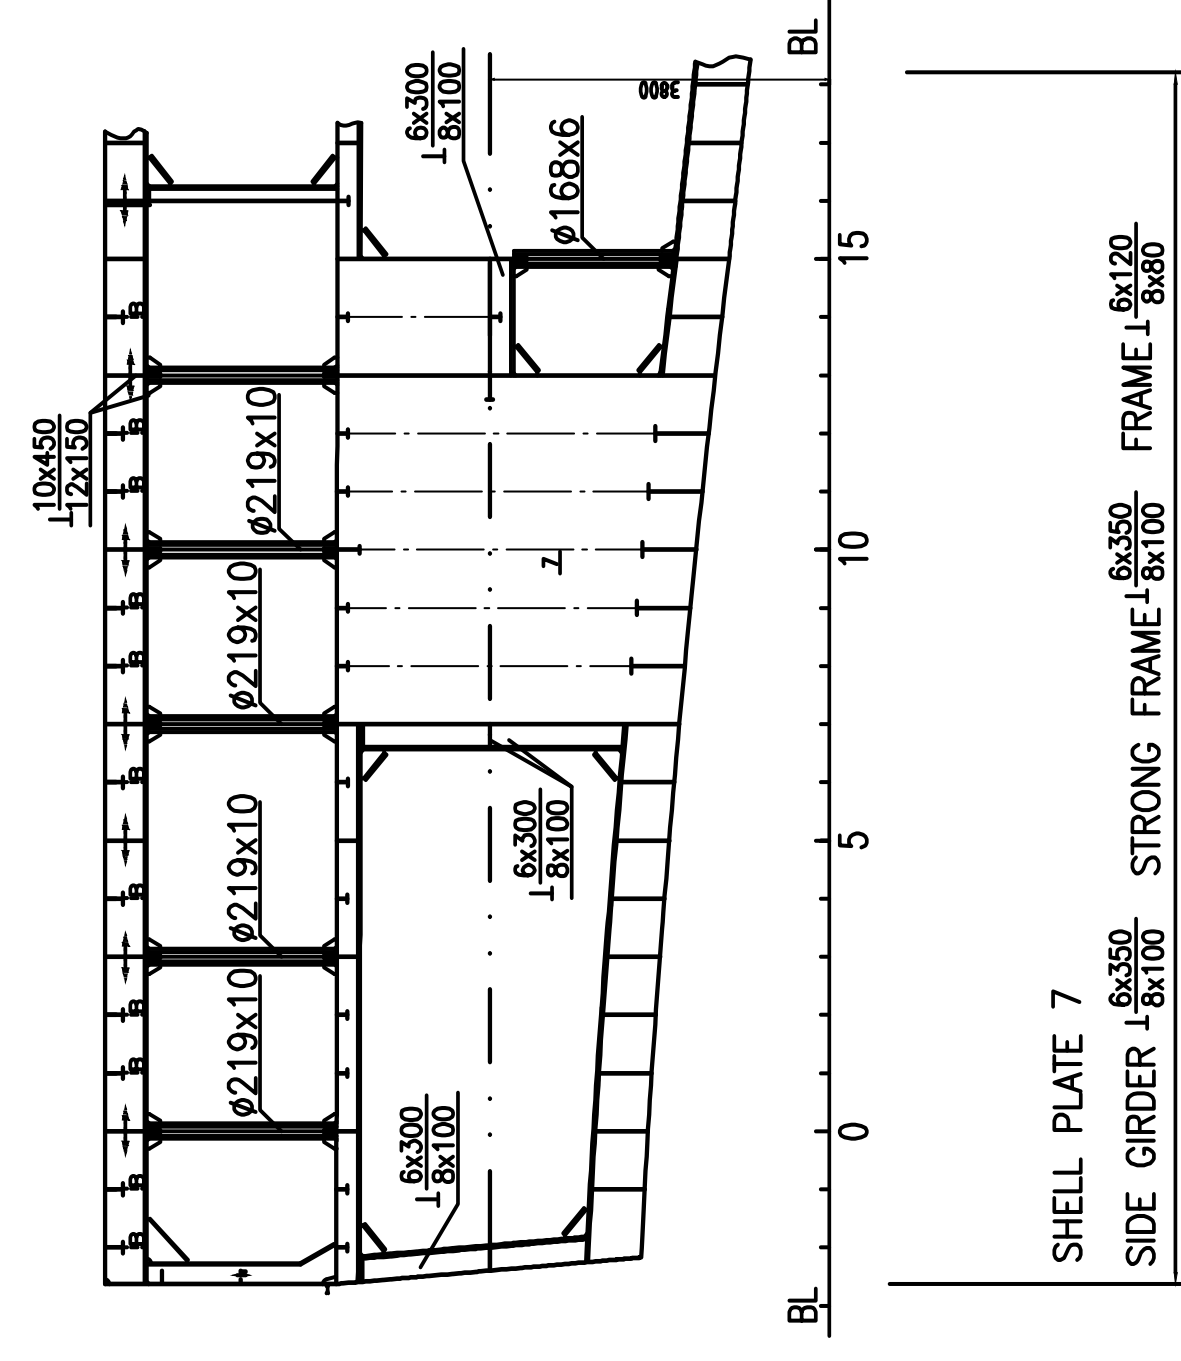 10x450
⊥
12x150
ø219x10
ø219x10
ø219x10
ø219x10
6x300
⊥
8x100
ø168x6
3800
7
6x300
⊥
8x100
6x300
⊥
8x100
BL
BL
0
5
10
15
SHELL PLATE 7
SIDE GIRDER ⊥ 6x350
8x100
STRONG FRAME ⊥ 6x350
8x100
FRAME ⊥ 6x120
8x80